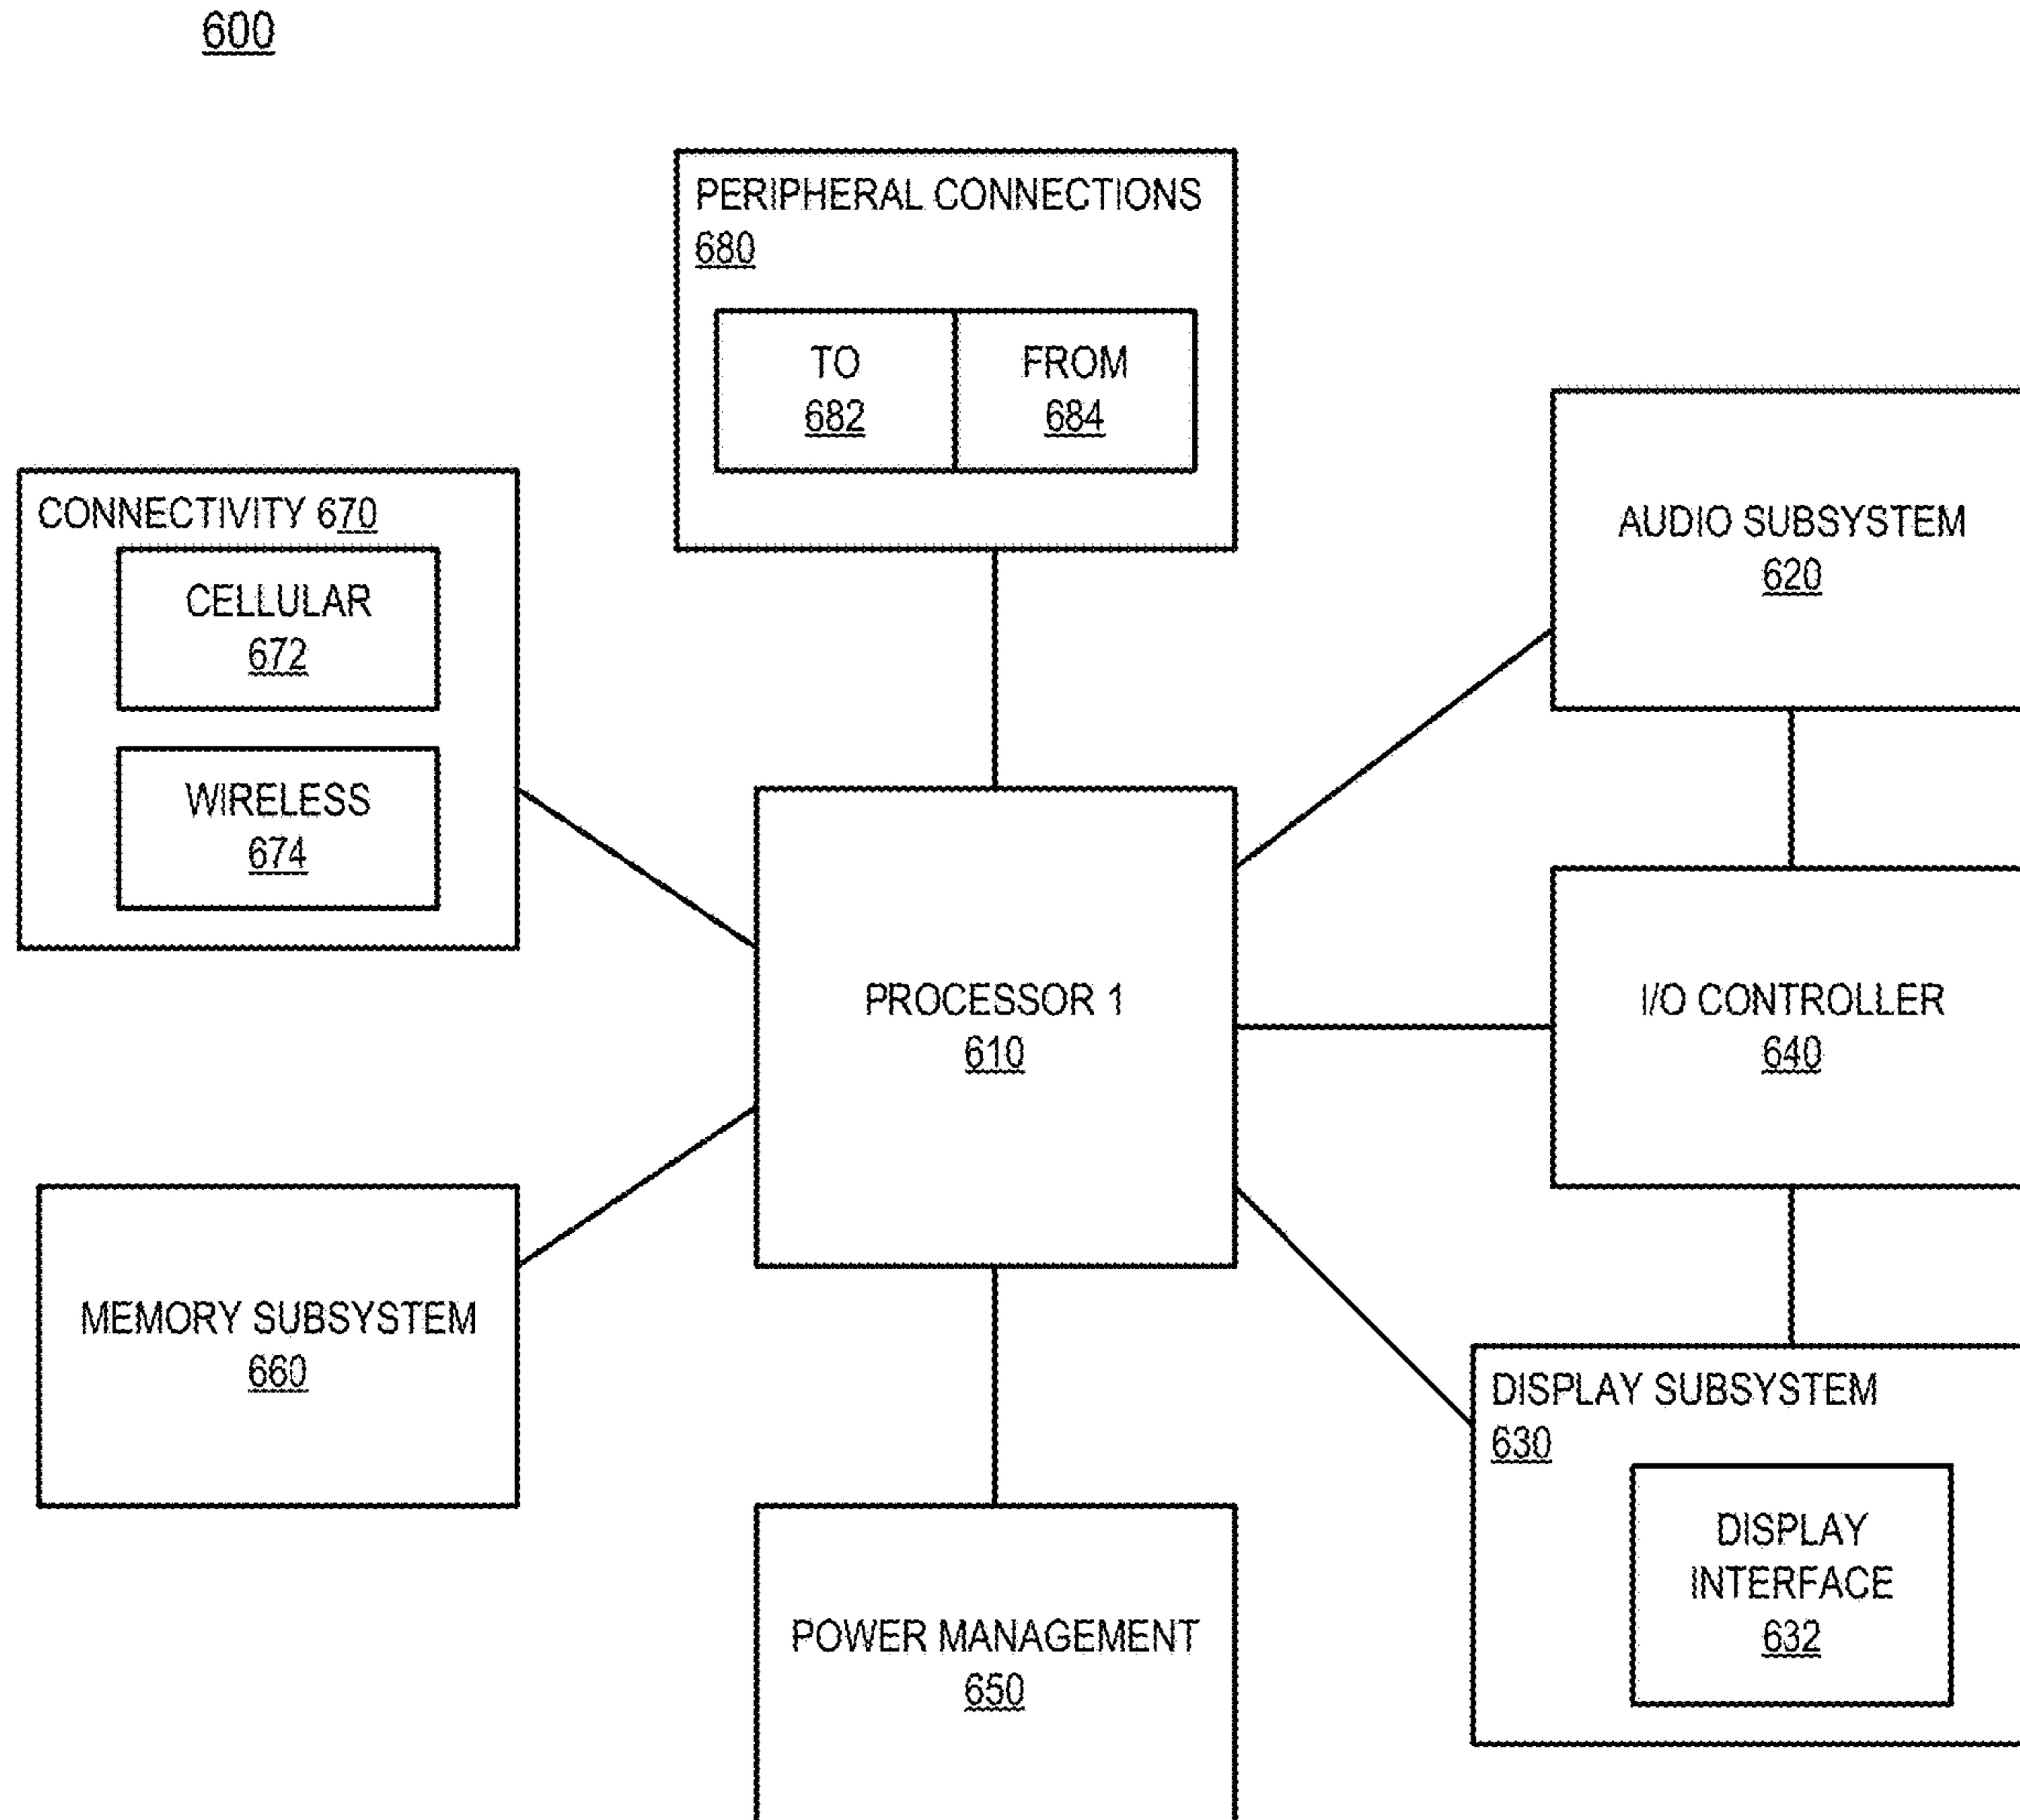 600
PERIPHERAL CONNECTIONS
680
TO
682
FROM
684
CONNECTIVITY 670
CELLULAR
672
WIRELESS
674
AUDIO SUBSYSTEM
620
PROCESSOR 1
610
I/O CONTROLLER
640
MEMORY SUBSYSTEM
660
DISPLAY SUBSYSTEM
630
DISPLAY
INTERFACE
632
POWER MANAGEMENT
650